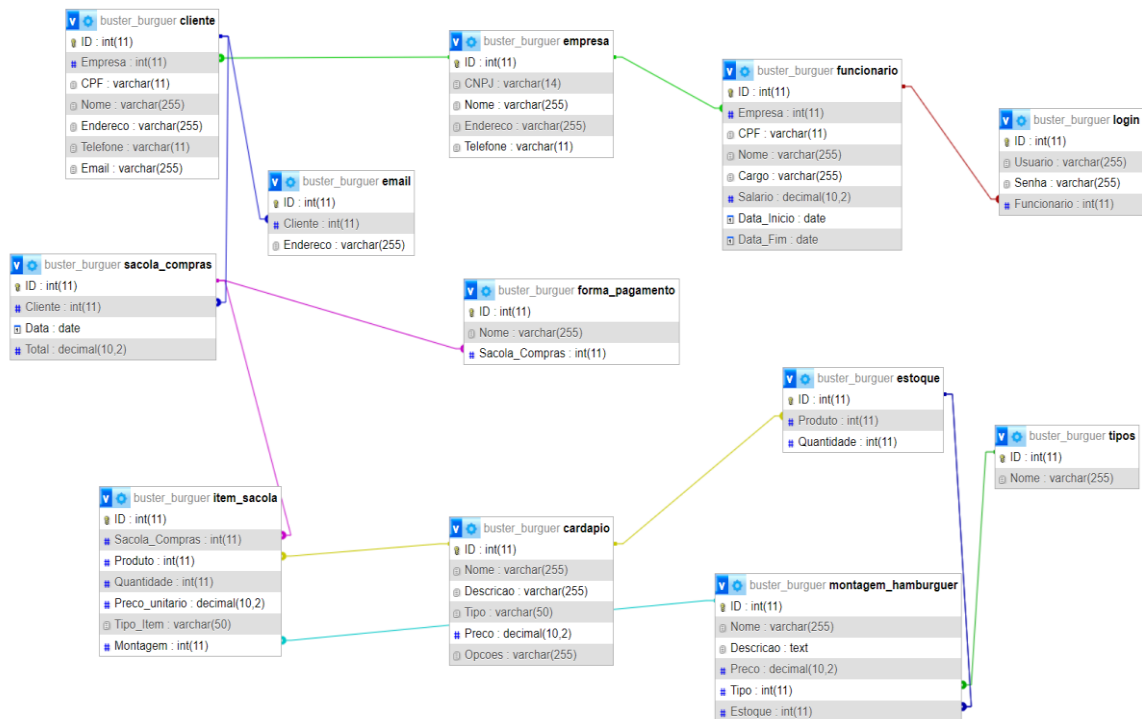 buster_burguer cliente
ID : int(11)
Empresa : int(11)
CPF : varchar(11)
Nome : varchar(255)
Endereco : varchar(255)
Telefone : varchar(11)
Email : varchar(255)
buster_burguer empresa
ID : int(11)
CNPJ : varchar(14)
Nome : varchar(255)
Endereco : varchar(255)
Telefone : varchar(11)
buster_burguer funcionario
ID : int(11)
Empresa : int(11)
CPF : varchar(11)
Nome : varchar(255)
Cargo : varchar(255)
Salario : decimal(10,2)
Data_Inicio : date
Data_Fim : date
buster_burguer login
ID : int(11)
Usuario : varchar(255)
Senha : varchar(255)
Funcionario : int(11)
buster_burguer email
ID : int(11)
Cliente : int(11)
Endereco : varchar(255)
buster_burguer sacola_compras
ID : int(11)
Cliente : int(11)
Data : date
Total : decimal(10,2)
buster_burguer forma_pagamento
ID : int(11)
Nome : varchar(255)
Sacola_Compras : int(11)
buster_burguer estoque
ID : int(11)
Produto : int(11)
Quantidade : int(11)
buster_burguer tipos
ID : int(11)
Nome : varchar(255)
buster_burguer item_sacola
ID : int(11)
Sacola_Compras : int(11)
Produto : int(11)
Quantidade : int(11)
Preco_unitario : decimal(10,2)
Tipo_Item : varchar(50)
Montagem : int(11)
buster_burguer cardapio
ID : int(11)
Nome : varchar(255)
Descricao : varchar(255)
Tipo : varchar(50)
Preco : decimal(10,2)
Opcoes : varchar(255)
buster_burguer montagem_hamburguer
ID : int(11)
Nome : varchar(255)
Descricao : text
Preco : decimal(10,2)
Tipo : int(11)
Estoque : int(11)